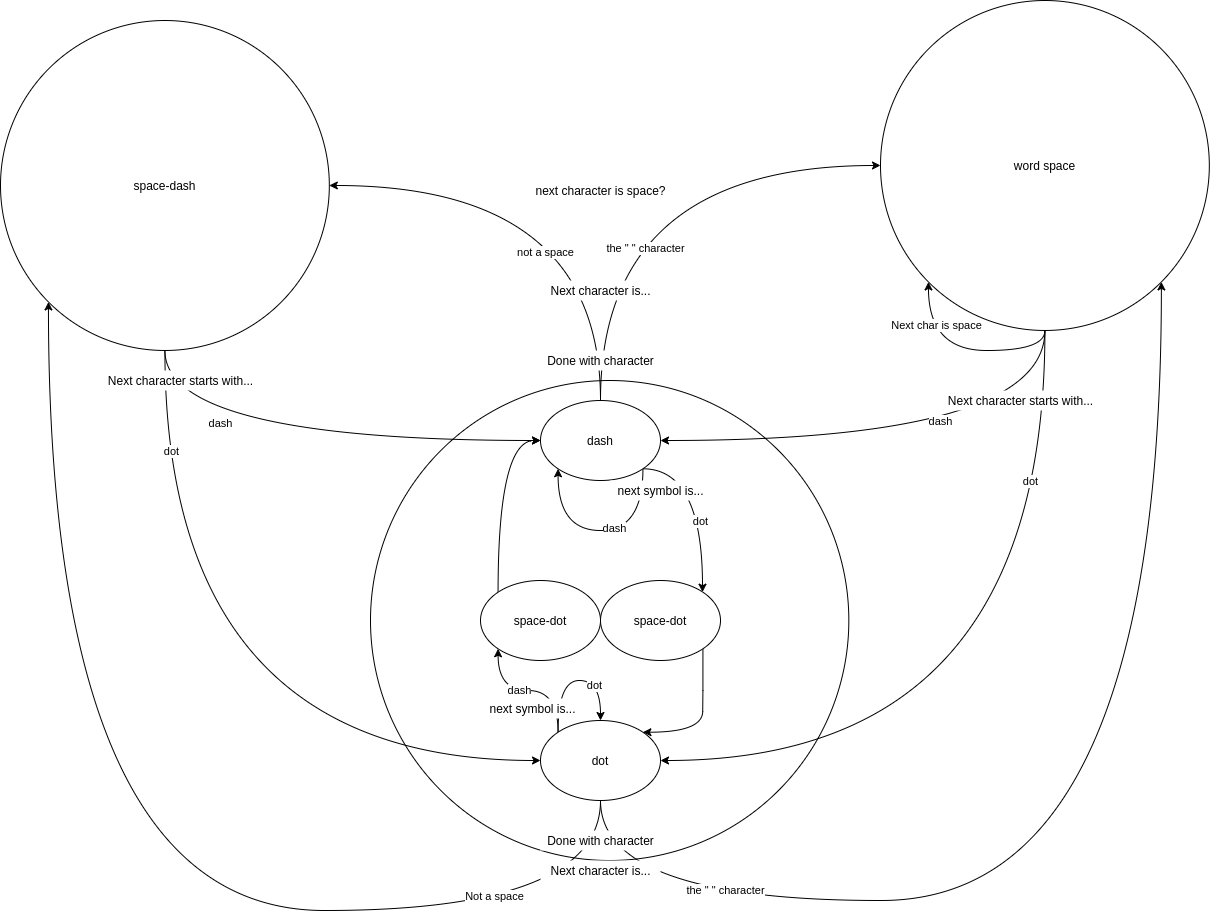 word space
space-dash
next character is space?
the " " character
not a space
Next character is...
Next char is space
Done with character
Next character starts with...
Next character starts with...
dash
dash
dash
dot
dot
next symbol is...
dot
dash
space-dot
space-dot
dot
dash
next symbol is...
dot
Done with character
Next character is...
the " " character
Not a space